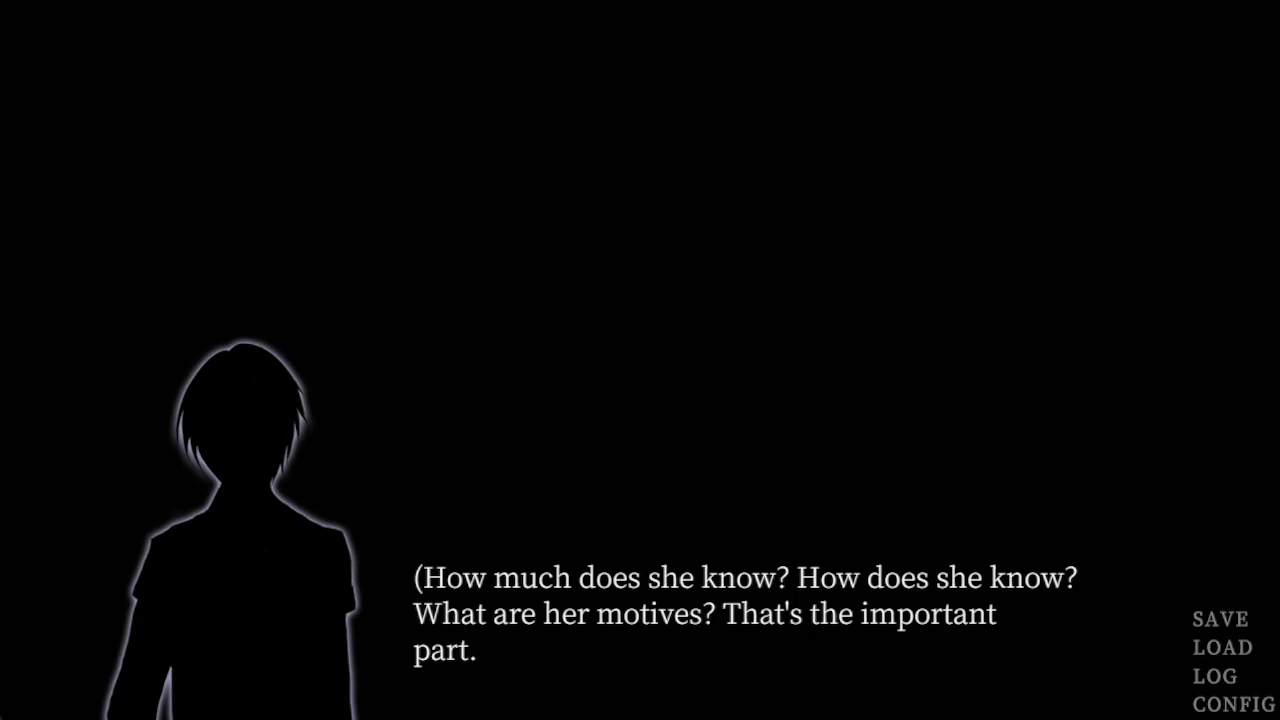 (How much does she know? How does she know?
What are her motives? That's the important
part.
SAVE
LOAD
LOG
CONFIG